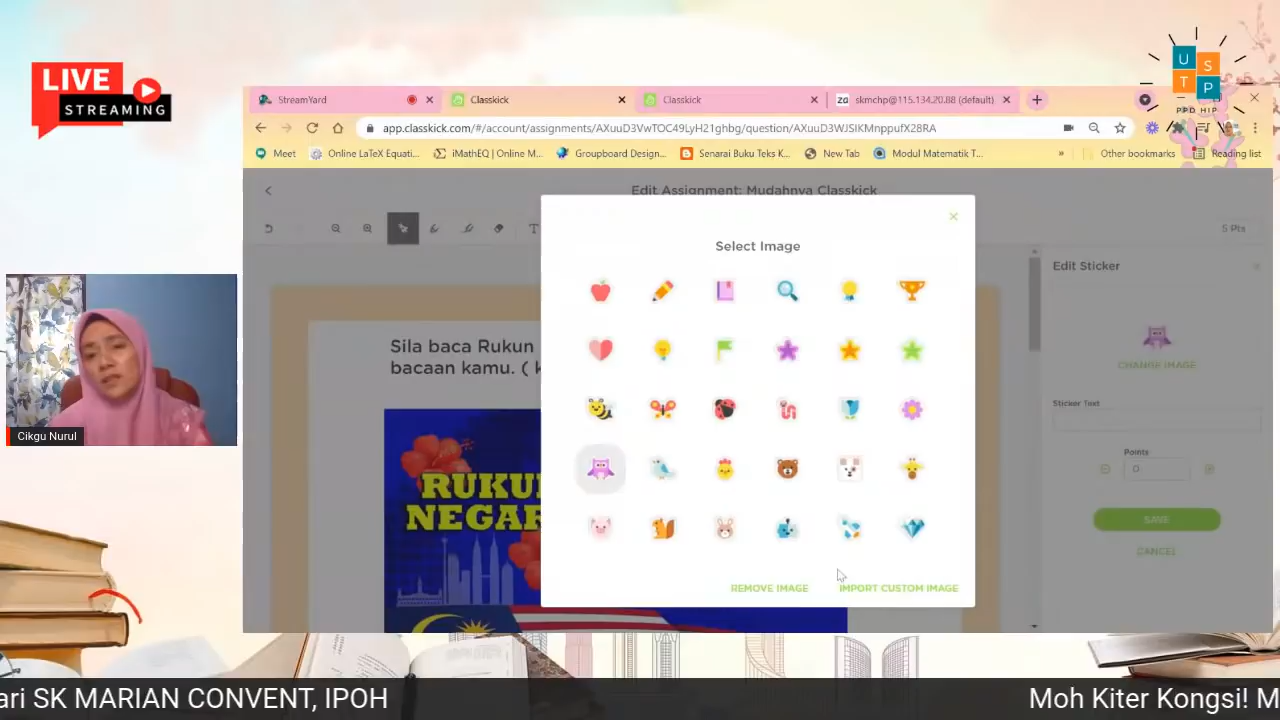 LIVE
STREAMING
U S
T P
PPD HIP
StreamYard
Classkick
Classkick
skmchp@115.134.20.88 (default)
app.classkick.com/#/account/assignments/AXuuD3VwTOC49LyH21ghbg/question/AXuuD3WJSIKMnppufX28RA
Meet
Online LaTeX Equati...
iMathEQ | Online M...
Groupboard Design...
Senarai Buku Teks K...
New Tab
Modul Matematik T...
»
Other bookmarks
Reading list
Edit Assignment: Mudahnya Classkick
T
5 Pts
Select Image
REMOVE IMAGE
IMPORT CUSTOM IMAGE
Edit Sticker
CHANGE IMAGE
Sticker Text
Points
0
SAVE
CANCEL
Sila baca Rukun
bacaan kamu. ( k
RUKU
NEGAR
Cikgu Nurul
ari SK MARIAN CONVENT, IPOH
Moh Kiter Kongsi! M